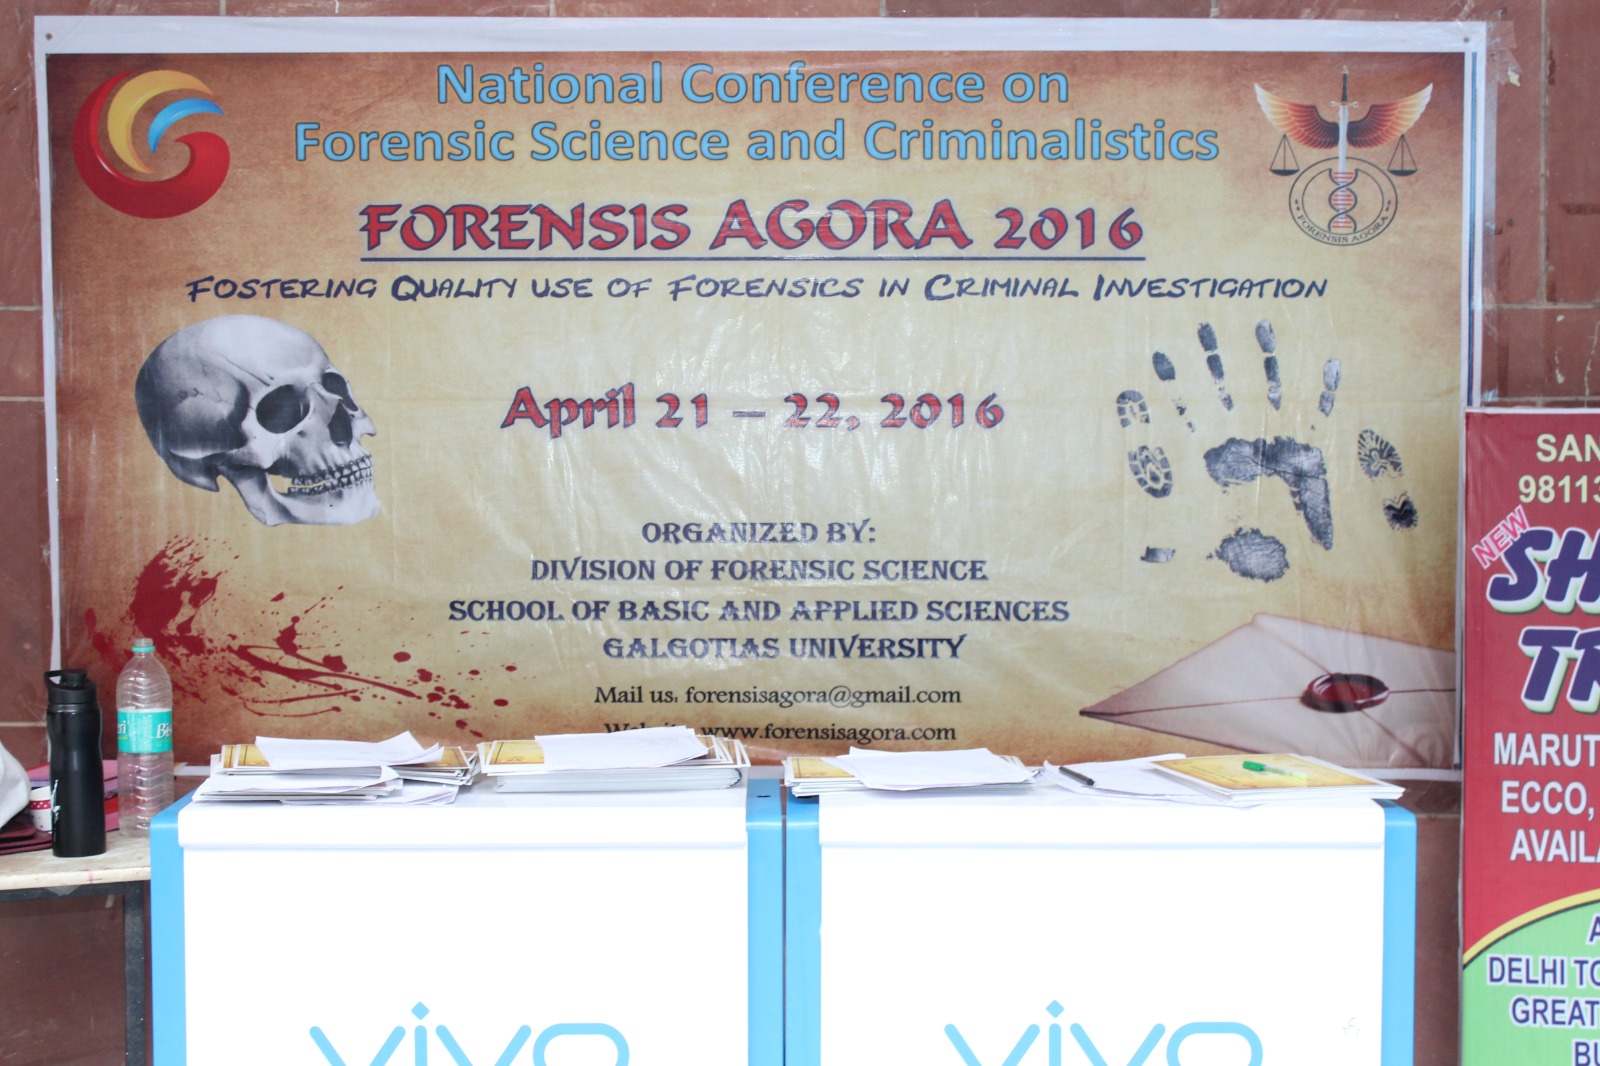 National Conference on
Forensic Science and Criminalistics
FORENSIS AGORA 2016
FOSTERING QUALITY USE OF FORENSICS IN CRIMINAL INVESTIGATION
April 21 – 22, 2016
ORGANIZED BY:
DIVISION OF FORENSIC SCIENCE
SCHOOL OF BASIC AND APPLIED SCIENCES
GALGOTIAS UNIVERSITY
Mail us: forensisagora@gmail.com
www.forensisagora.com
FORENSIS AGORA
SAN
9811
NEW
SH
TR
MARUT
ECCO,
AVAILA
A
DELHI TO
GREAT
BU
vivo
vivo